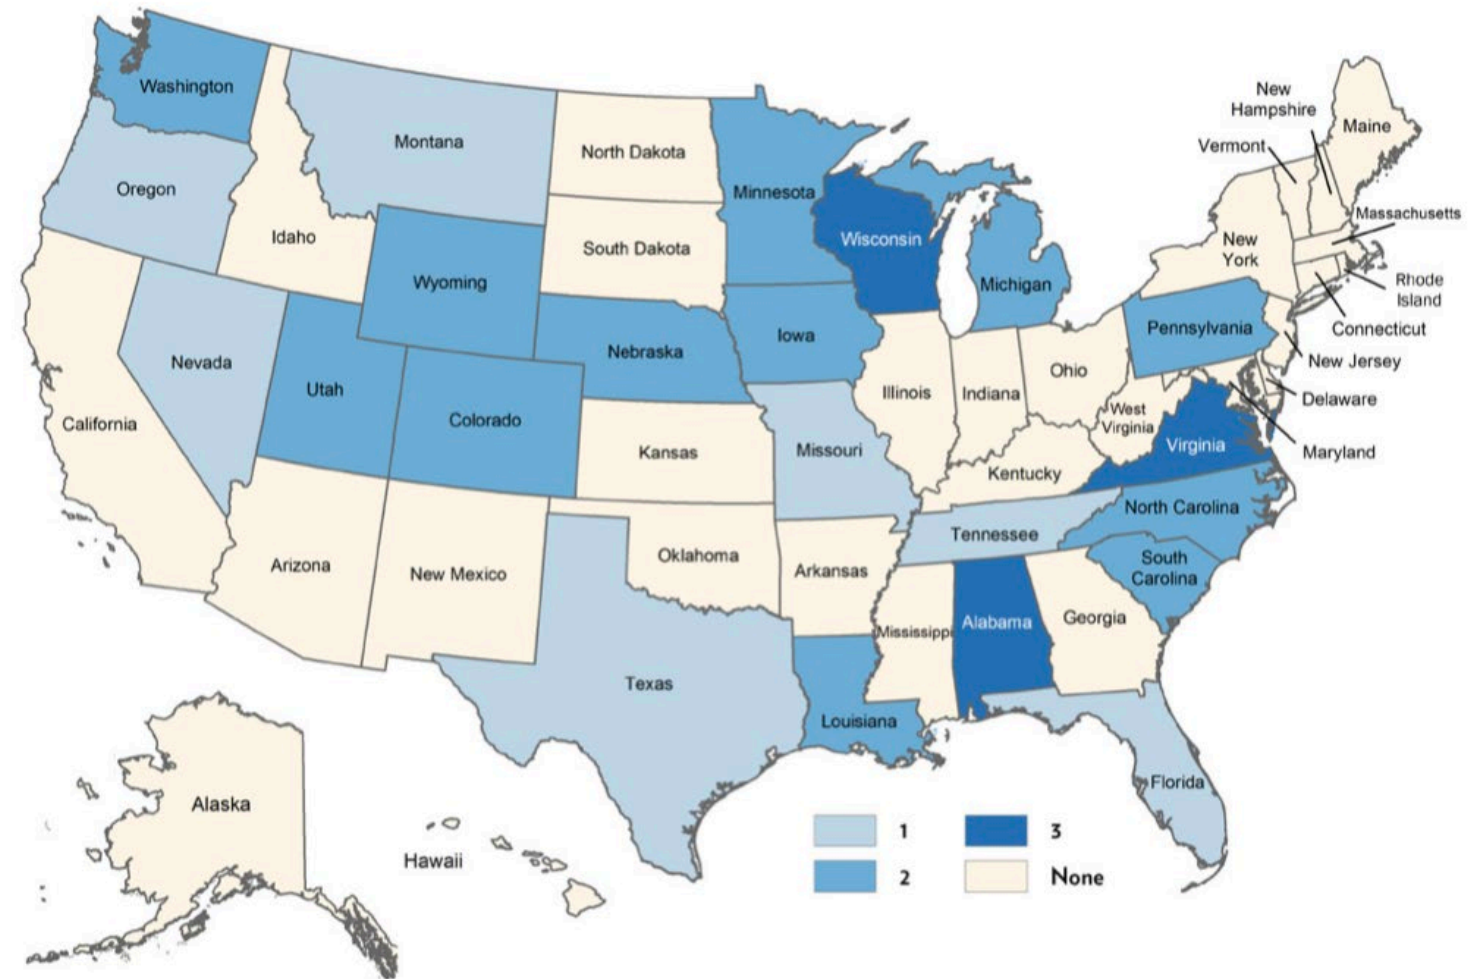 Washington
Montana
North Dakota
Minnesota
New
Hampshire
Maine
Vermont
Oregon
Idaho
South Dakota
Wisconsin
Michigan
New
York
Massachusetts
Rhode
Island
Connecticut
Wyoming
Nebraska
Iowa
Pennsylvania
New Jersey
Nevada
Utah
Colorado
Illinois
Indiana
Ohio
Delaware
West
Virginia
Virginia
Maryland
California
Kansas
Missouri
Kentucky
Arizona
New Mexico
Oklahoma
Arkansas
Tennessee
North Carolina
South
Carolina
Texas
Mississippi
Alabama
Georgia
Louisiana
Florida
Alaska
Hawaii
1
3
2
None